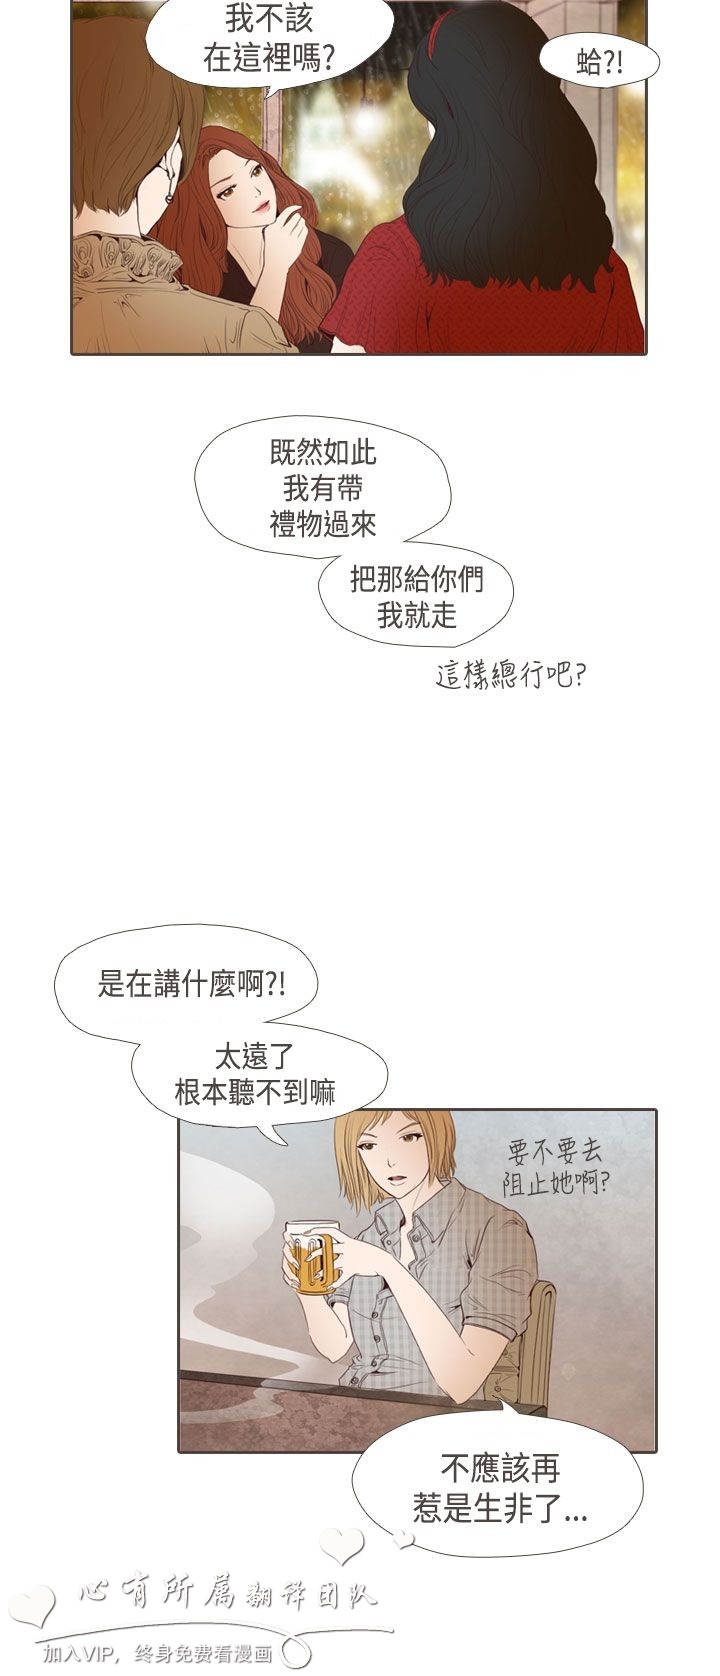 我不該
在這裡嗎?
蛤?!
既然如此
我有帶
禮物過來
把那給你們
我就走
這樣總行吧?
是在講什麼啊?!
太遠了
根本聽不到嘛
要不要去
阻止她啊?
不應該再
惹是生非了...
心有所属翻译团队
加入VIP，终身免费看漫画